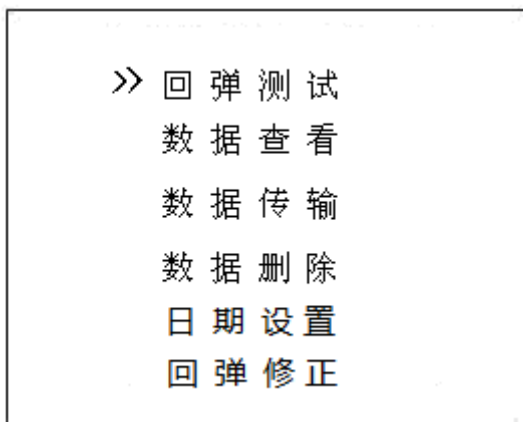 >> 回弹测试
数据查看
数据传输
数据删除
日期设置
回弹修正